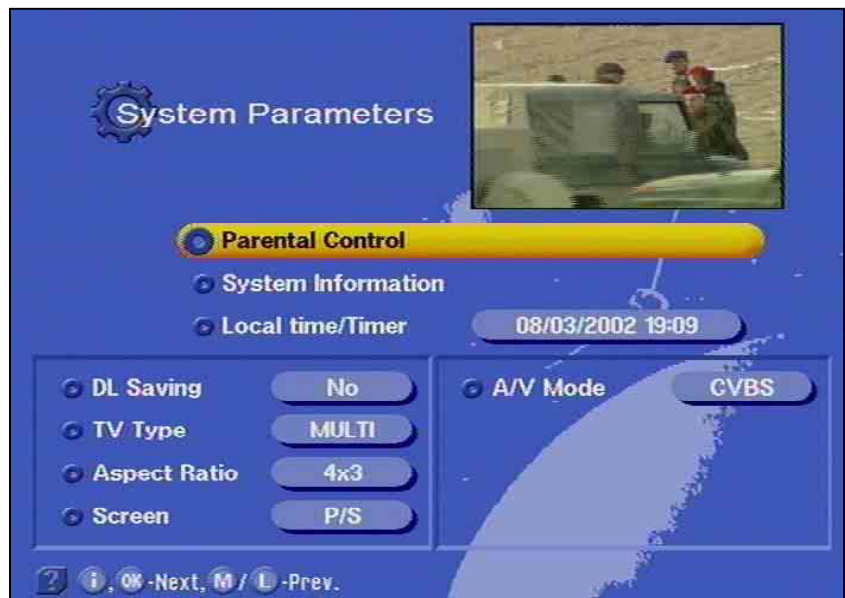 System Parameters
Parental Control
System Information
Local time/Timer 08/03/2002 19:09
DL Saving No
TV Type MULTI
Aspect Ratio 4x3
Screen P/S
A/V Mode CVBS
? i, OK -Next, M / L -Prev.